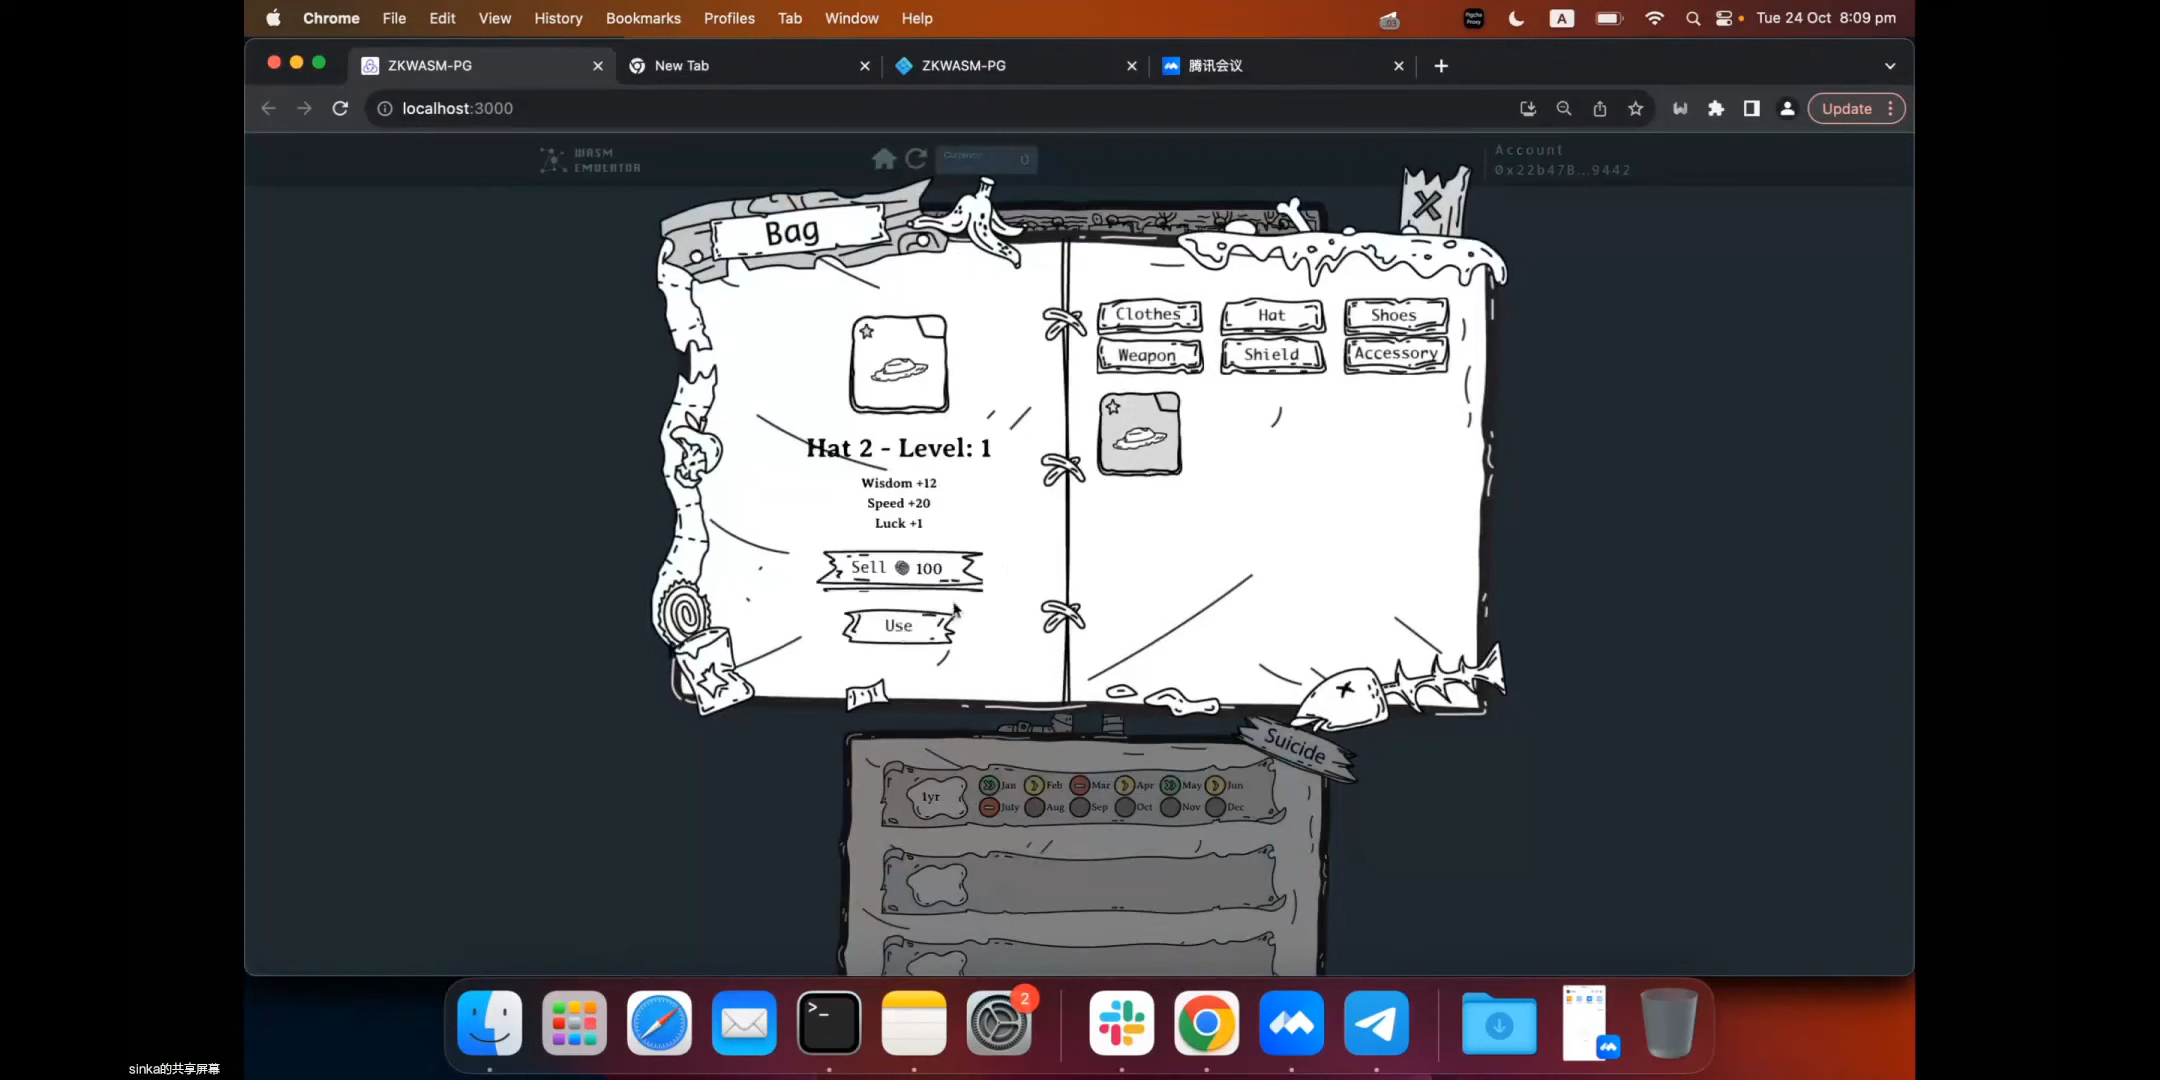 Chrome File Edit View History Bookmarks Profiles Tab Window Help
A
Tue 24 Oct 8:09 pm
ZKWASM-PG
New Tab
ZKWASM-PG
腾讯会议
localhost:3000
Update
WASM
EMULATOR
Currency 0
Account
0x22b47B...9442
Bag
Clothes Hat Shoes
Weapon Shield Accessory
Hat 2 - Level: 1
Wisdom +12
Speed +20
Luck +1
Sell 100
Use
Suicide
1yr
Jan Feb Mar Apr May Jun
July Aug Sep Oct Nov Dec
2
sinka的共享屏幕